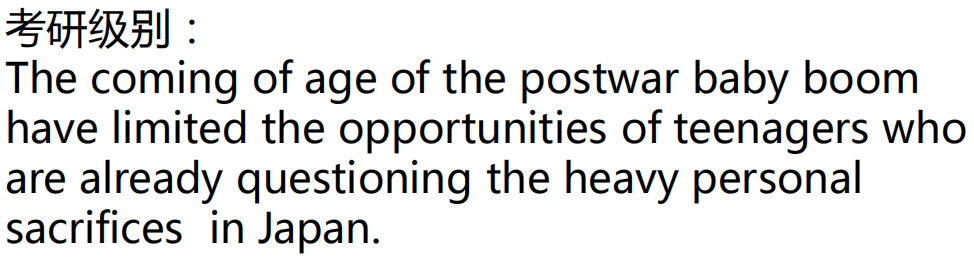 考研级别：
The coming of age of the postwar baby boom
have limited the opportunities of teenagers who
are already questioning the heavy personal
sacrifices  in Japan.